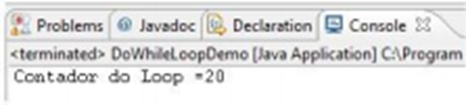 Problems @ Javadoc Declaration Console
<terminated> DoWhileLoopDemo [Java Application] C:\Program
Contador do Loop =20